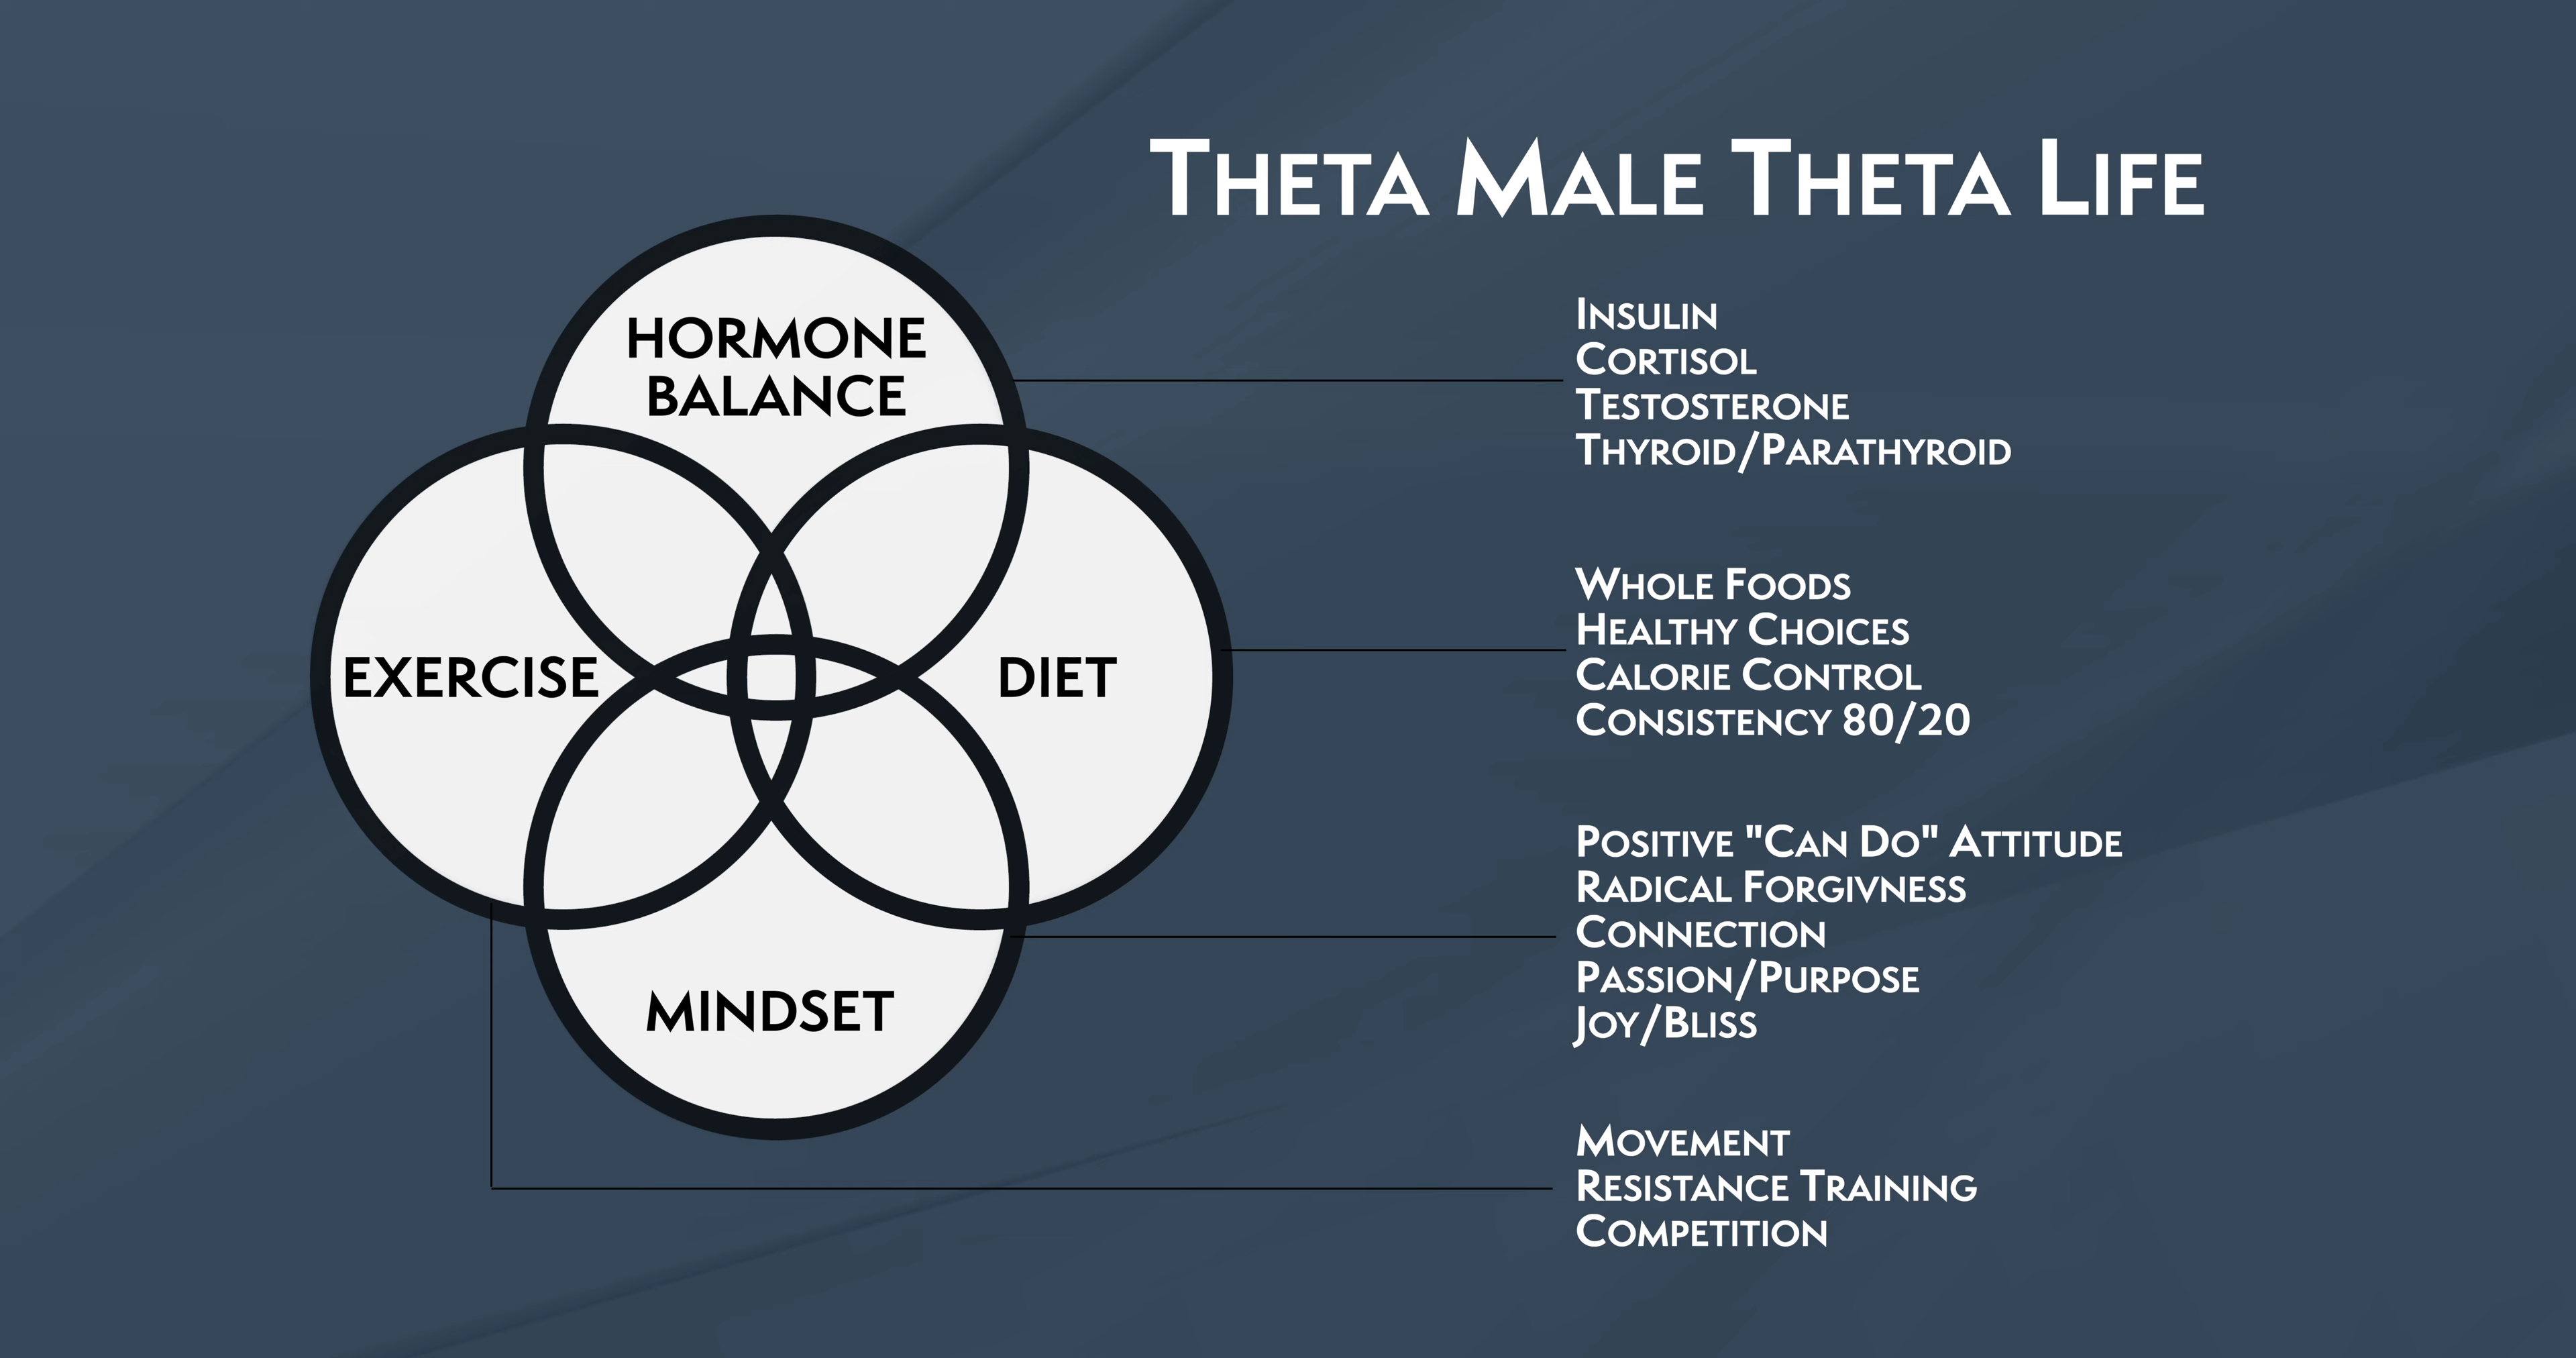 THETA MALE THETA LIFE
HORMONE
BALANCE
EXERCISE
DIET
MINDSET
INSULIN
CORTISOL
TESTOSTERONE
THYROID/PARATHYROID
WHOLE FOODS
HEALTHY CHOICES
CALORIE CONTROL
CONSISTENCY 80/20
POSITIVE "CAN DO" ATTITUDE
RADICAL FORGIVNESS
CONNECTION
PASSION/PURPOSE
JOY/BLISS
MOVEMENT
RESISTANCE TRAINING
COMPETITION